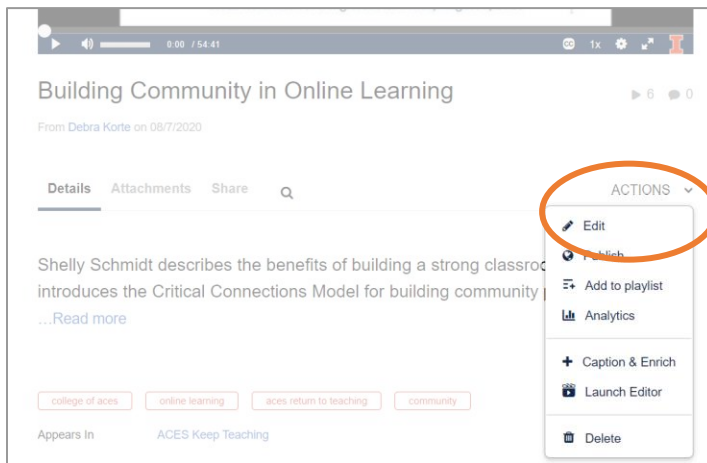 0:00 / 54:41
CC 1x
Building Community in Online Learning
6 0
From Debra Korte on 08/7/2020
Details Attachments Share
ACTIONS
Edit
Publish
Add to playlist
Analytics
Caption & Enrich
Launch Editor
Delete
Shelly Schmidt describes the benefits of building a strong classro
introduces the Critical Connections Model for building community
…Read more
college of aces online learning aces return to teaching community
Appears In ACES Keep Teaching